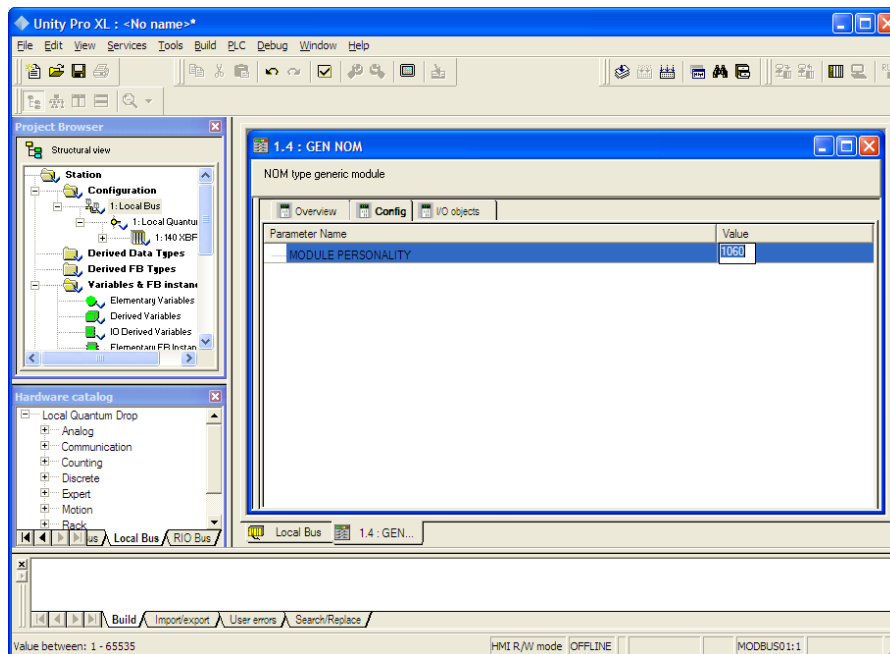 Unity Pro XL : <No name>*
File Edit View Services Tools Build PLC Debug Window Help
Project Browser
Structural view
Station
Configuration
1: Local Bus
1: Local Quantu
1: 140 XBF
Derived Data Types
Derived FB Types
Variables & FB instan
Elementary Variables
Derived Variables
IO Derived Variables
Elementary FB Instan
Hardware catalog
Local Quantum Drop
Analog
Communication
Counting
Discrete
Expert
Motion
Rack
us Local Bus RIO Bus
1.4 : GEN NOM
NOM type generic module
Overview Config I/O objects
Parameter Name Value
MODULE PERSONALITY 1060
Local Bus 1.4 : GEN...
Build Import/export User errors Search/Replace
Value between: 1 - 65535 HMI R/W mode OFFLINE MODBUS01:1